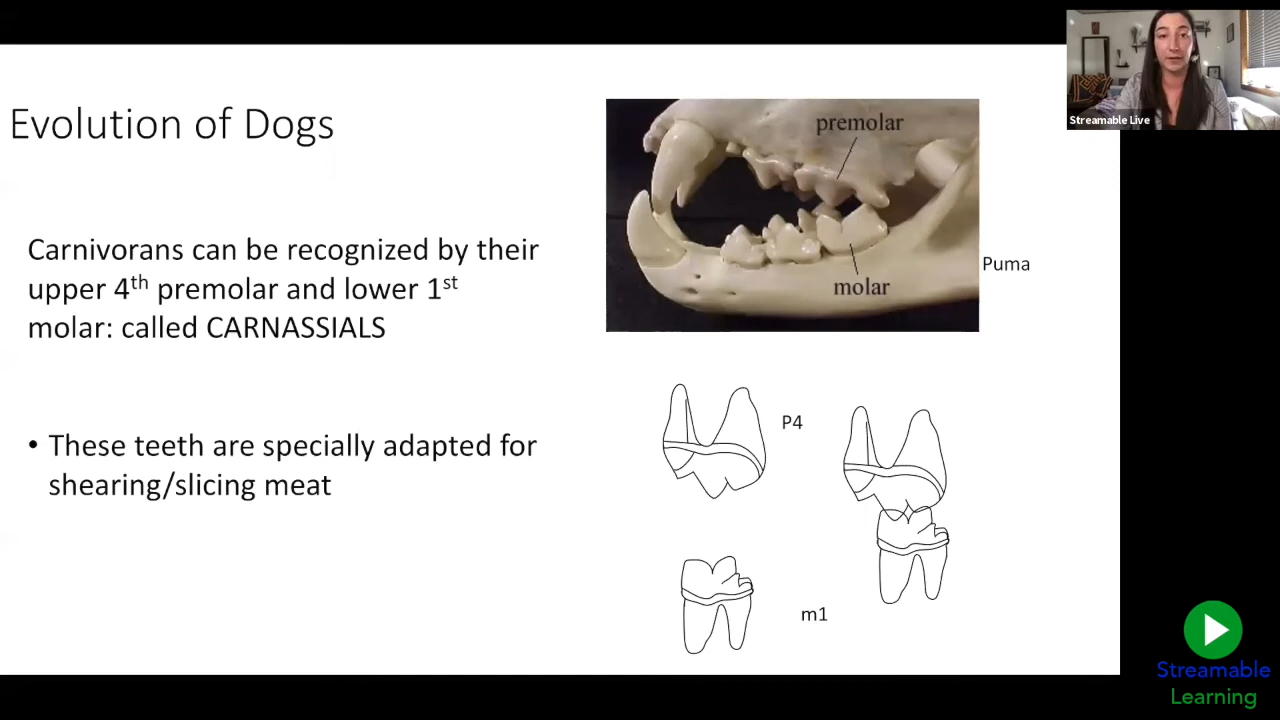 Evolution of Dogs
Carnivorans can be recognized by their
upper 4th premolar and lower 1st
molar: called CARNASSIALS
• These teeth are specially adapted for
shearing/slicing meat
premolar
molar
Puma
P4
m1
Streamable Live
Streamable
Learning